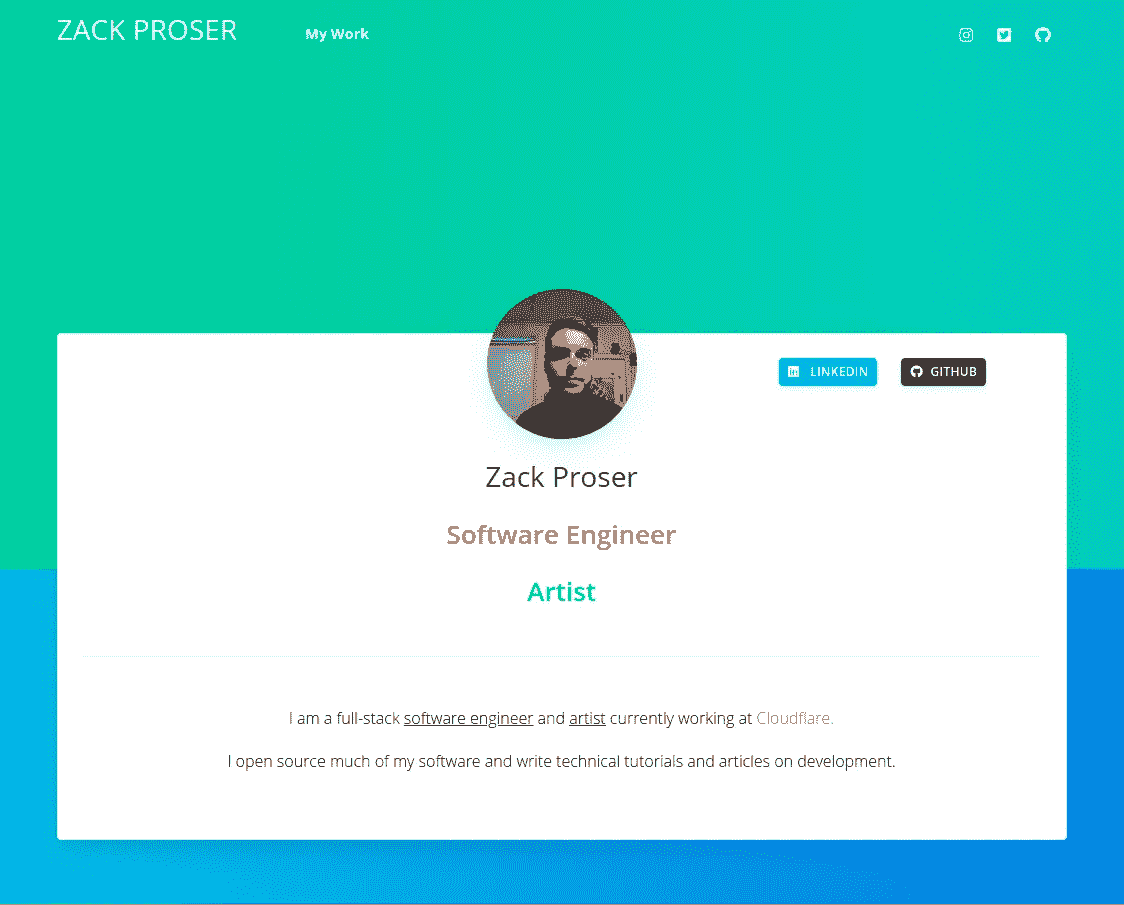 ZACK PROSER
My Work
LINKEDIN
GITHUB
Zack Proser
Software Engineer
Artist
I am a full-stack software engineer and artist currently working at Cloudflare.
I open source much of my software and write technical tutorials and articles on development.